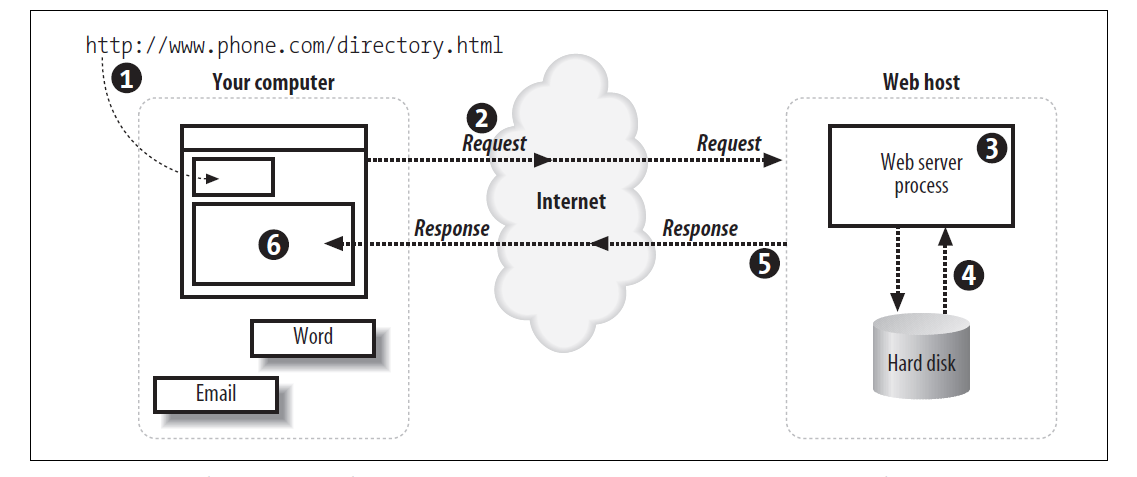 http://www.phone.com/directory.html
1
Your computer
Web host
2
Request
Request
3
Web server
process
Internet
Response
Response
6
5
4
Word
Hard disk
Email